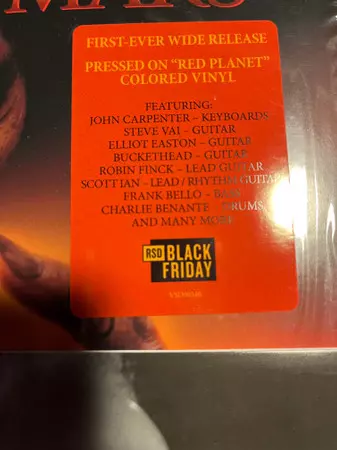 MARS
FIRST-EVER WIDE RELEASE
PRESSED ON "RED PLANET"
COLORED VINYL
FEATURING:
JOHN CARPENTER – KEYBOARDS
STEVE VAI – GUITAR
ELLIOT EASTON – GUITAR
BUCKETHEAD – GUITAR
ROBIN FINCK – LEAD GUITAR
SCOTT IAN – LEAD / RHYTHM GUITAR
FRANK BELLO – BASS
CHARLIE BENANTE – DRUMS
AND MANY MORE
RSD BLACK
FRIDAY